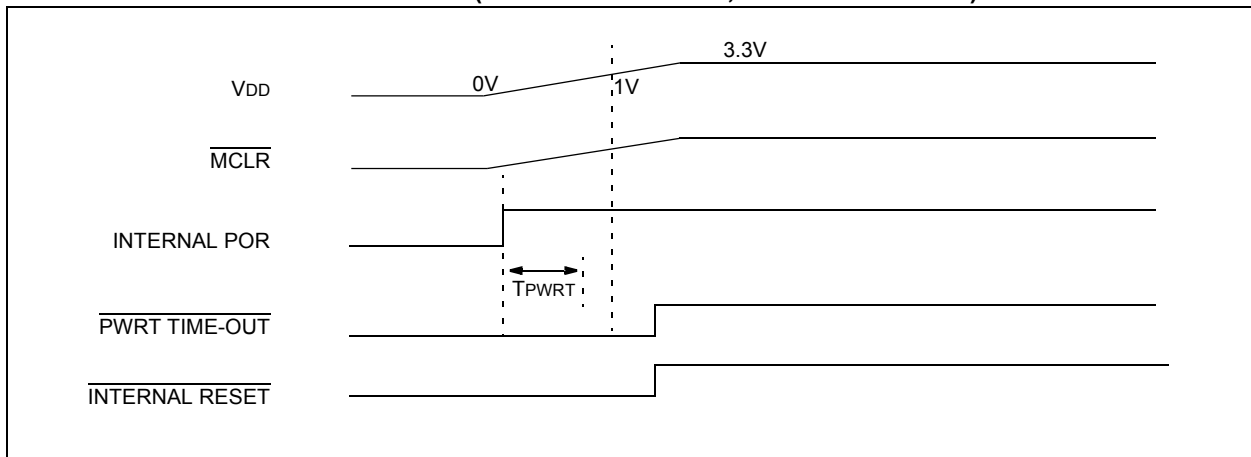 3.3V
VDD 0V 1V
MCLR
INTERNAL POR
TPWRT
PWRT TIME-OUT
INTERNAL RESET